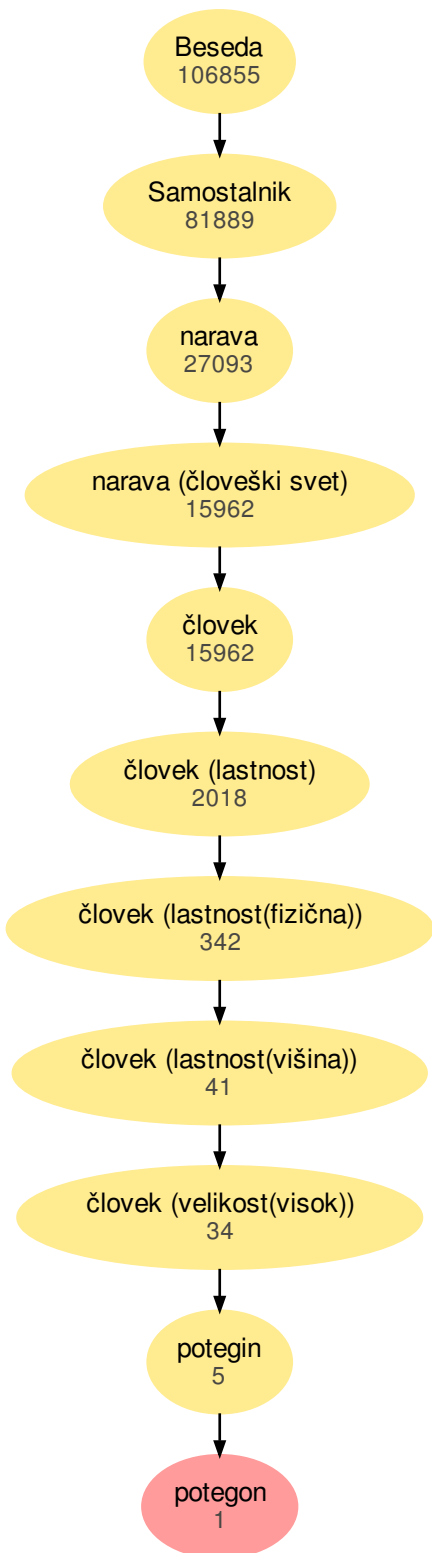 Beseda
106855
Samostalnik
81889
narava
27093
narava (človeški svet)
15962
človek
15962
človek (lastnost)
2018
človek (lastnost(fizična))
342
človek (lastnost(višina))
41
človek (velikost(visok))
34
potegin
5
potegon
1